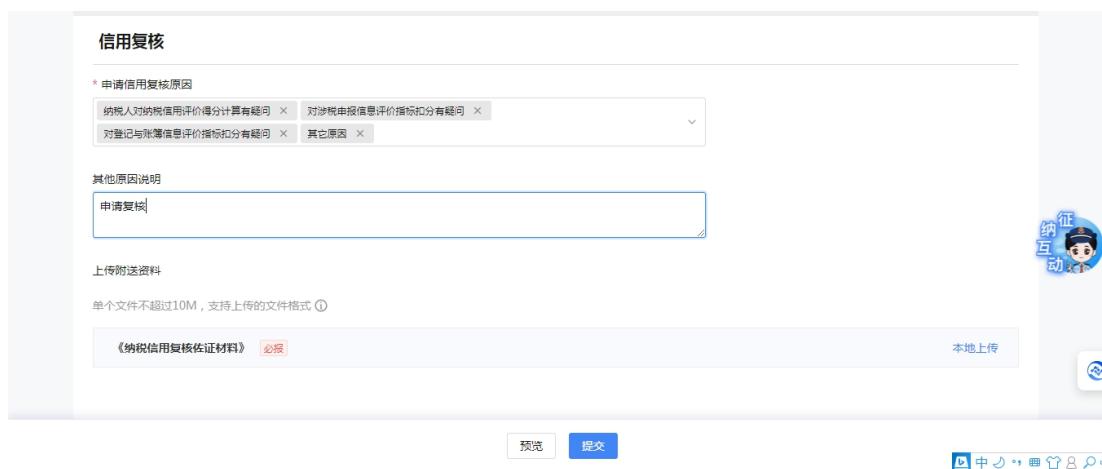 信用复核
* 申请信用复核原因
纳税人对纳税信用评价得分计算有疑问 × 对涉税申报信息评价指标扣分有疑问 ×
对登记与账簿信息评价指标扣分有疑问 × 其它原因 ×
其他原因说明
申请复核
征纳互动
上传附送资料
单个文件不超过10M，支持上传的文件格式
《纳税信用复核佐证材料》 必报 本地上传
预览 提交
中